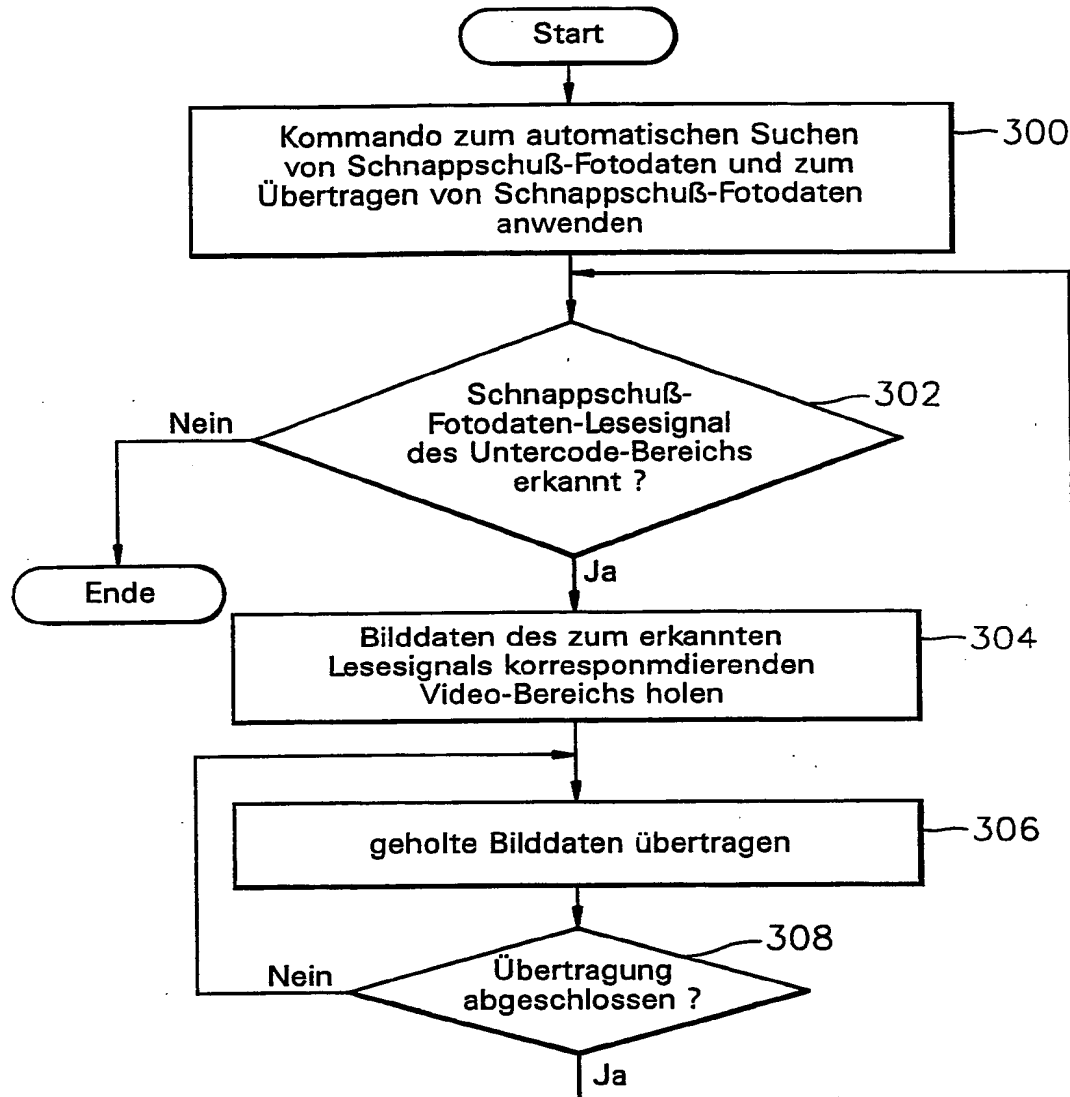 Start
Kommando zum automatischen Suchen
von Schnappschuß-Fotodaten und zum
Übertragen von Schnappschuß-Fotodaten
anwenden
300
Schnappschuß-
Fotodaten-Lesesignal
des Untercode-Bereichs
erkannt ?
302
Nein
Ende
Ja
Bilddaten des zum erkannten
Lesesignals korresponmdierenden
Video-Bereichs holen
304
geholte Bilddaten übertragen
306
Übertragung
abgeschlossen ?
308
Nein
Ja